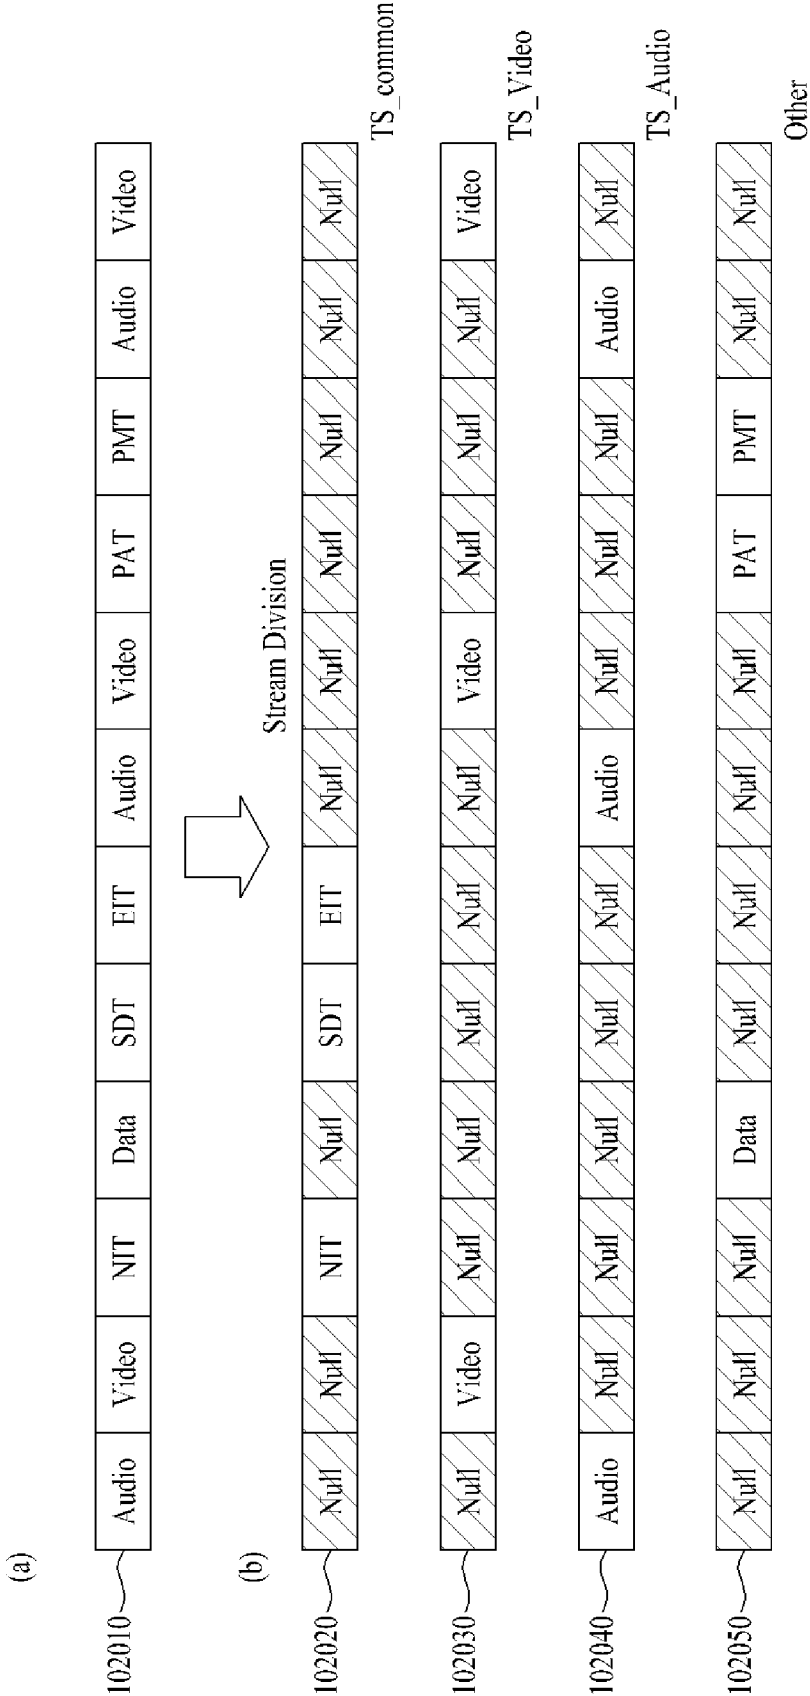 (a)
102010 Audio Video NIT Data SDT EIT Audio Video PAT PMT Audio Video
Stream Division
(b)
102020 Null Null NIT Null SDT EIT Null Null Null Null Null Null TS_common
102030 Null Video Null Null Null Null Null Video Null Null Null Video TS_Video
102040 Audio Null Null Null Null Null Audio Null Null Null Audio Null TS_Audio
102050 Null Null Null Data Null Null Null Null PAT PMT Null Null Other